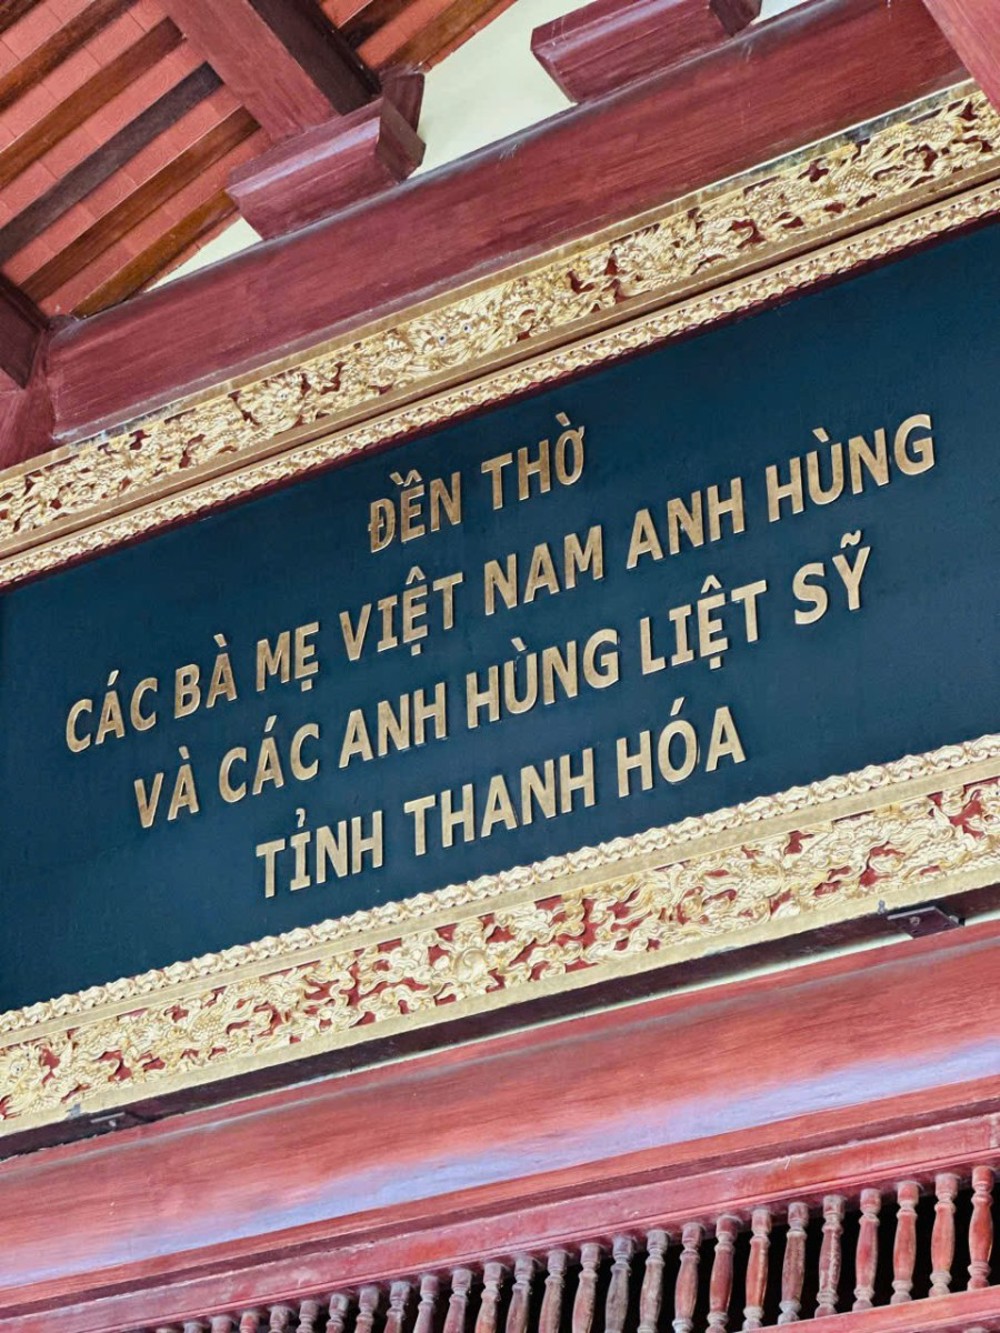 ĐỀN THỜ
CÁC BÀ MẸ VIỆT NAM ANH HÙNG
VÀ CÁC ANH HÙNG LIỆT SỸ
TỈNH THANH HÓA